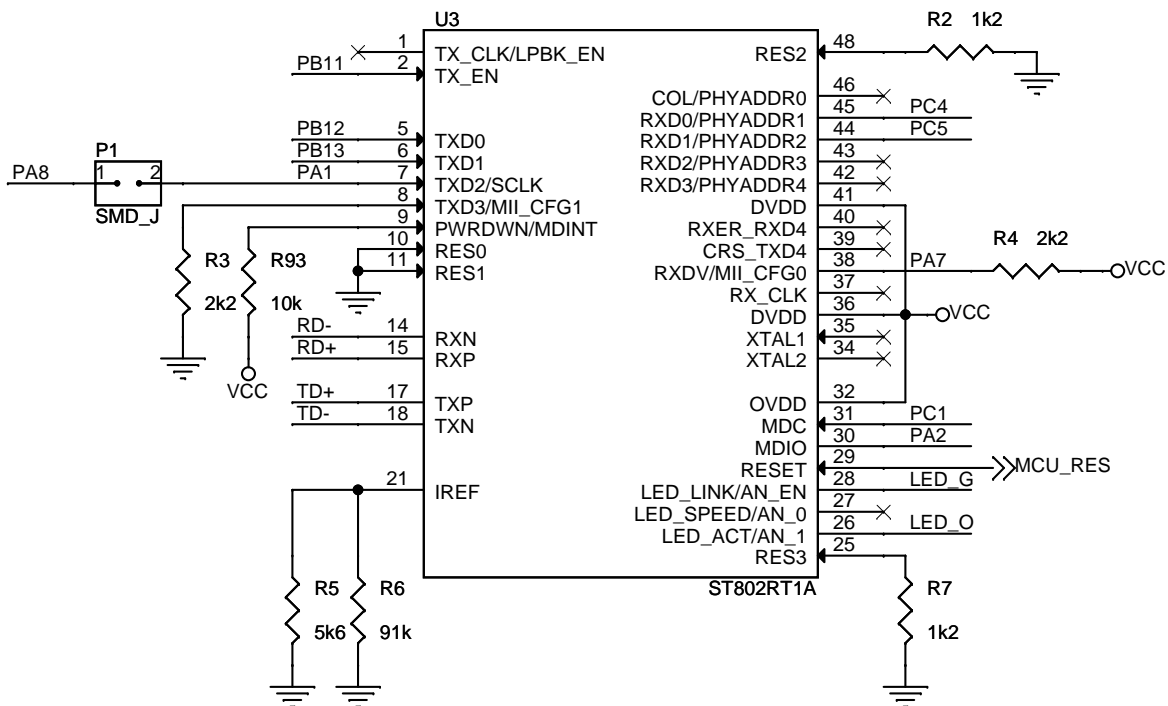 U3
R2 1k2
1 TX_CLK/LPBK_EN
PB11 2 TX_EN
PB12 5 TXD0
PB13 6 TXD1
P1
PA8 1 2 PA1 7 TXD2/SCLK
SMD_J
8 TXD3/MII_CFG1
9 PWRDWN/MDINT
10 RES0
11 RES1
R3 2k2
R93 10k
VCC
RD- 14 RXN
RD+ 15 RXP
TD+ 17 TXP
TD- 18 TXN
21 IREF
R5 5k6
R6 91k
RES2 48
COL/PHYADDR0 46
RXD0/PHYADDR1 45 PC4
RXD1/PHYADDR2 44 PC5
RXD2/PHYADDR3 43
RXD3/PHYADDR4 42
DVDD 41
RXER_RXD4 40
CRS_TXD4 39
RXDV/MII_CFG0 38 PA7
R4 2k2
VCC
RX_CLK 37
DVDD 36
VCC
XTAL1 35
XTAL2 34
OVDD 32
MDC 31 PC1
MDIO 30 PA2
RESET 29 MCU_RES
LED_LINK/AN_EN 28 LED_G
LED_SPEED/AN_0 27
LED_ACT/AN_1 26 LED_O
RES3 25
ST802RT1A
R7 1k2